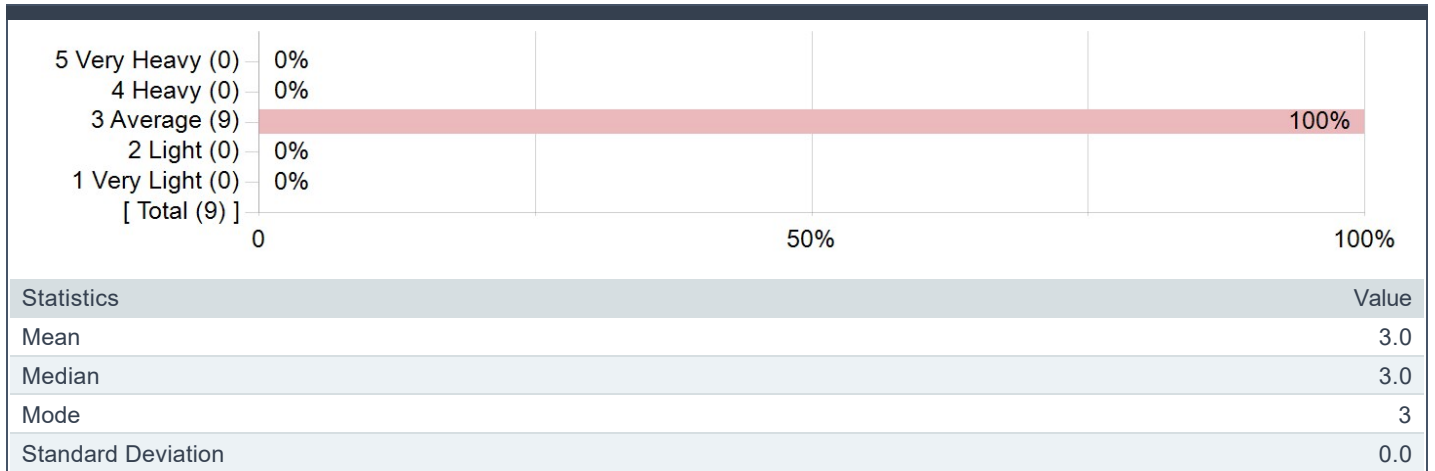 5 Very Heavy (0) 0%
4 Heavy (0) 0%
3 Average (9) 100%
2 Light (0) 0%
1 Very Light (0) 0%
[ Total (9) ]
0 50% 100%
Statistics Value
Mean 3.0
Median 3.0
Mode 3
Standard Deviation 0.0